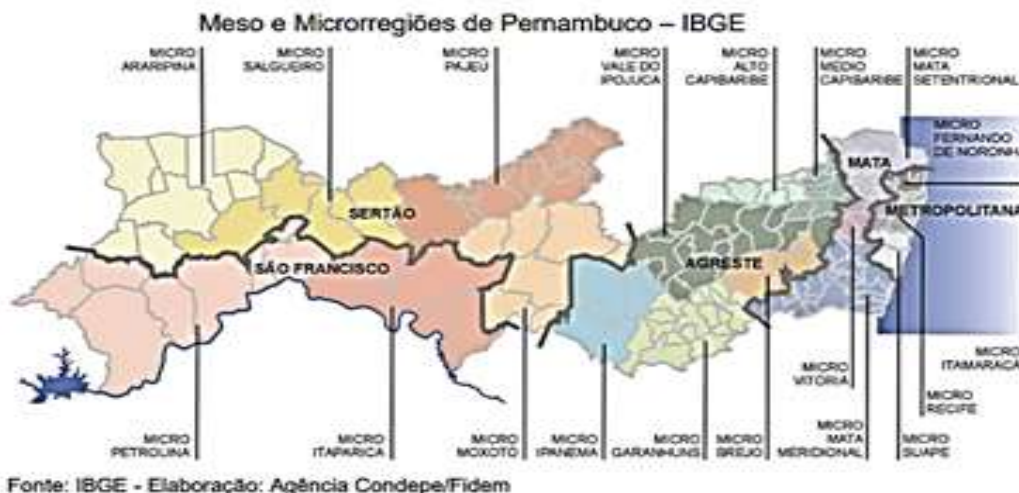 Meso e Microrregiões de Pernambuco – IBGE
MICRO
ARARIPINA
MICRO
SALGUEIRO
MICRO
PAJEU
MICRO
VALE DO
IPOJUCA
MICRO
ALTO
CAPIBARIBE
MICRO
MEDIO
CAPIBARIBE
MICRO
MATA
SETENTRIONAL
MICRO
FERNANDO
DE NORONH
MATA
METROPOLITANA
SERTÃO
SÃO FRANCISCO
AGRESTE
MICRO
ITAMARACA
MICRO
VITORIA
MICRO
RECIFE
MICRO
PETROLINA
MICRO
ITAPARICA
MICRO
MOXOTO
MICRO
IPANEMA
MICRO
GARANHUNS
MICRO
BREJO
MICRO
MATA
MERIDIONAL
MICRO
SUAPE
Fonte: IBGE - Elaboração: Agência Condepe/Fidem